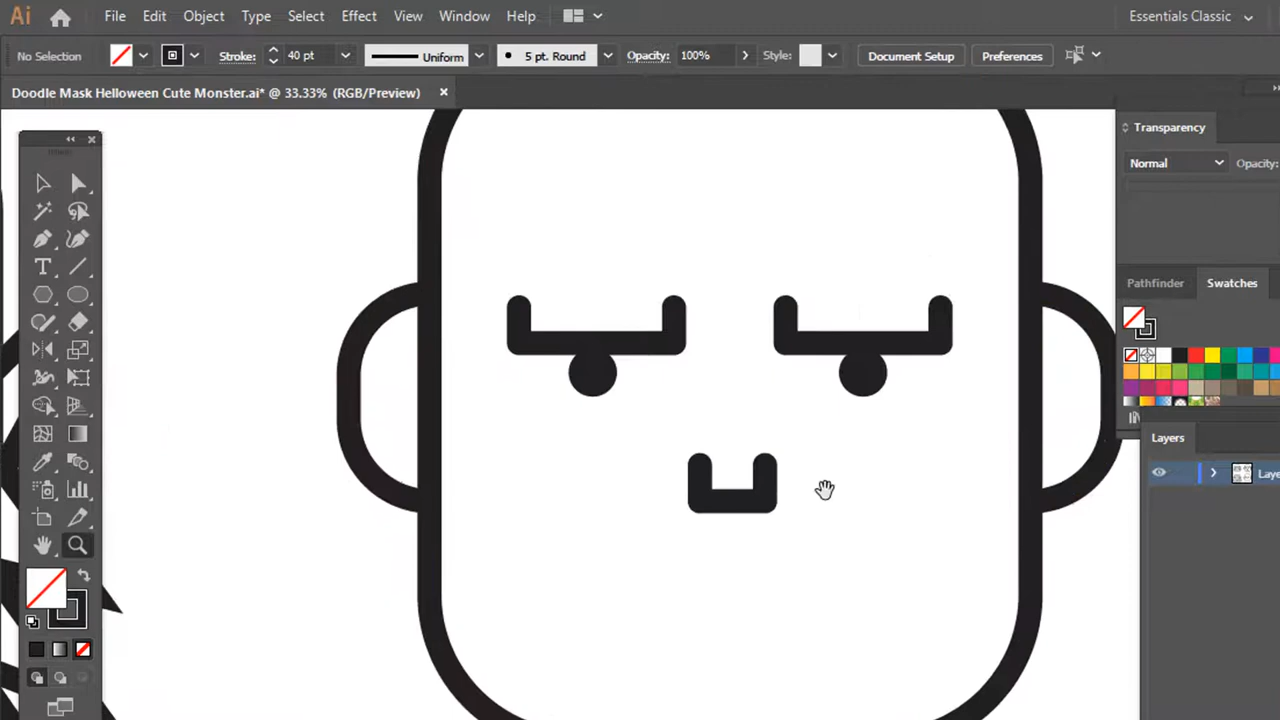 Ai File Edit Object Type Select Effect View Window Help Essentials Classic
No Selection Stroke: 40 pt Uniform 5 pt. Round Opacity: 100% Style: Document Setup Preferences
Doodle Mask Helloween Cute Monster.ai* @ 33.33% (RGB/Preview)
Transparency
Normal Opacity:
Pathfinder Swatches
Layers
Laye